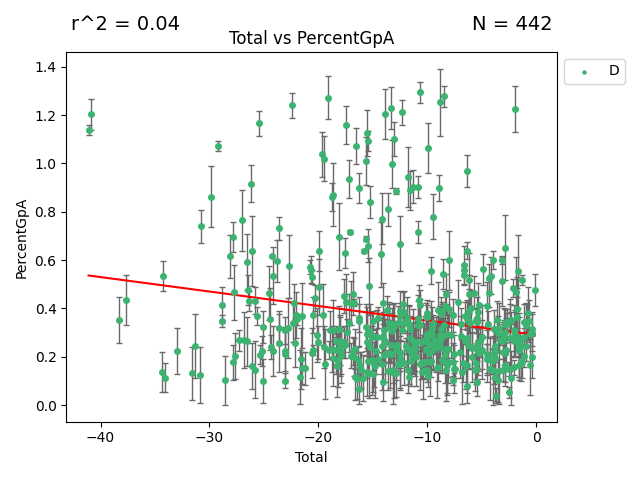 r^2 = 0.04
N = 442
Total vs PercentGpA
D
PercentGpA
1.4
1.2
1.0
0.8
0.6
0.4
0.2
0.0
−40
−30
−20
−10
0
Total